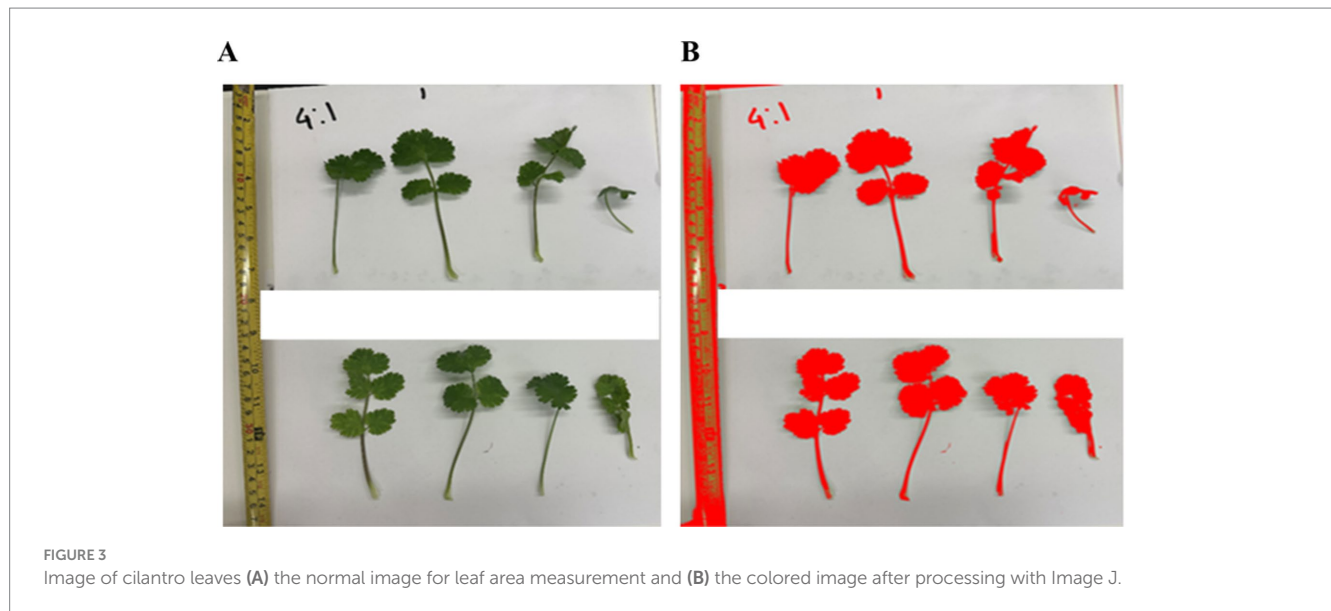 A
B
4:1
4:1
FIGURE 3
Image of cilantro leaves (A) the normal image for leaf area measurement and (B) the colored image after processing with Image J.